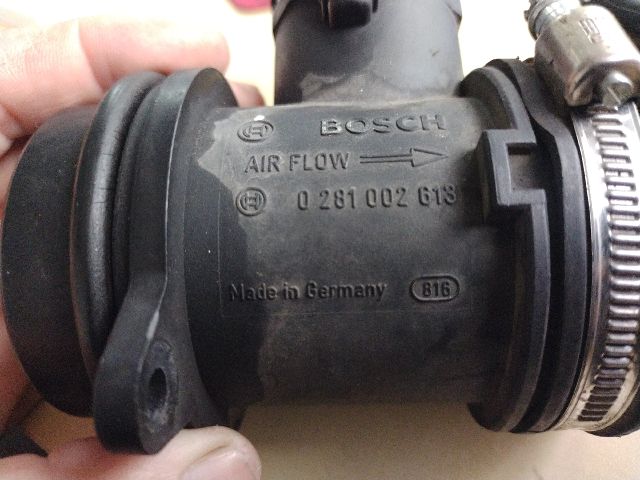 BOSCH
AIR FLOW
0 281 002 613
Made in Germany 816